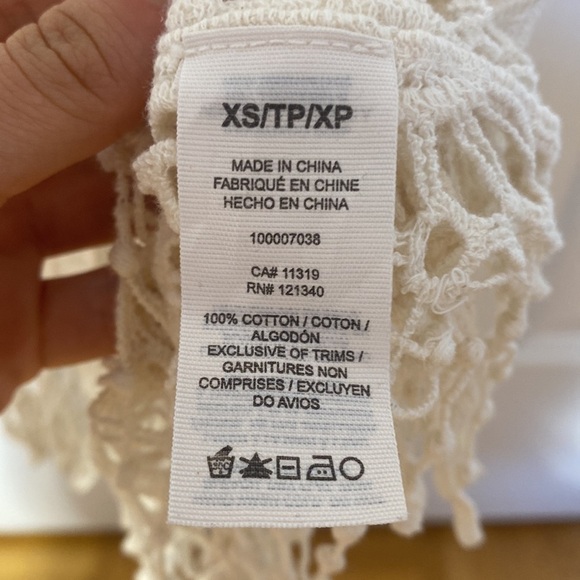 XS/TP/XP
MADE IN CHINA
FABRIQUÉ EN CHINE
HECHO EN CHINA
100007038
CA# 11319
RN# 121340
100% COTTON / COTON /
ALGODÓN
EXCLUSIVE OF TRIMS /
GARNITURES NON
COMPRISES / EXCLUYEN
DO AVIOS